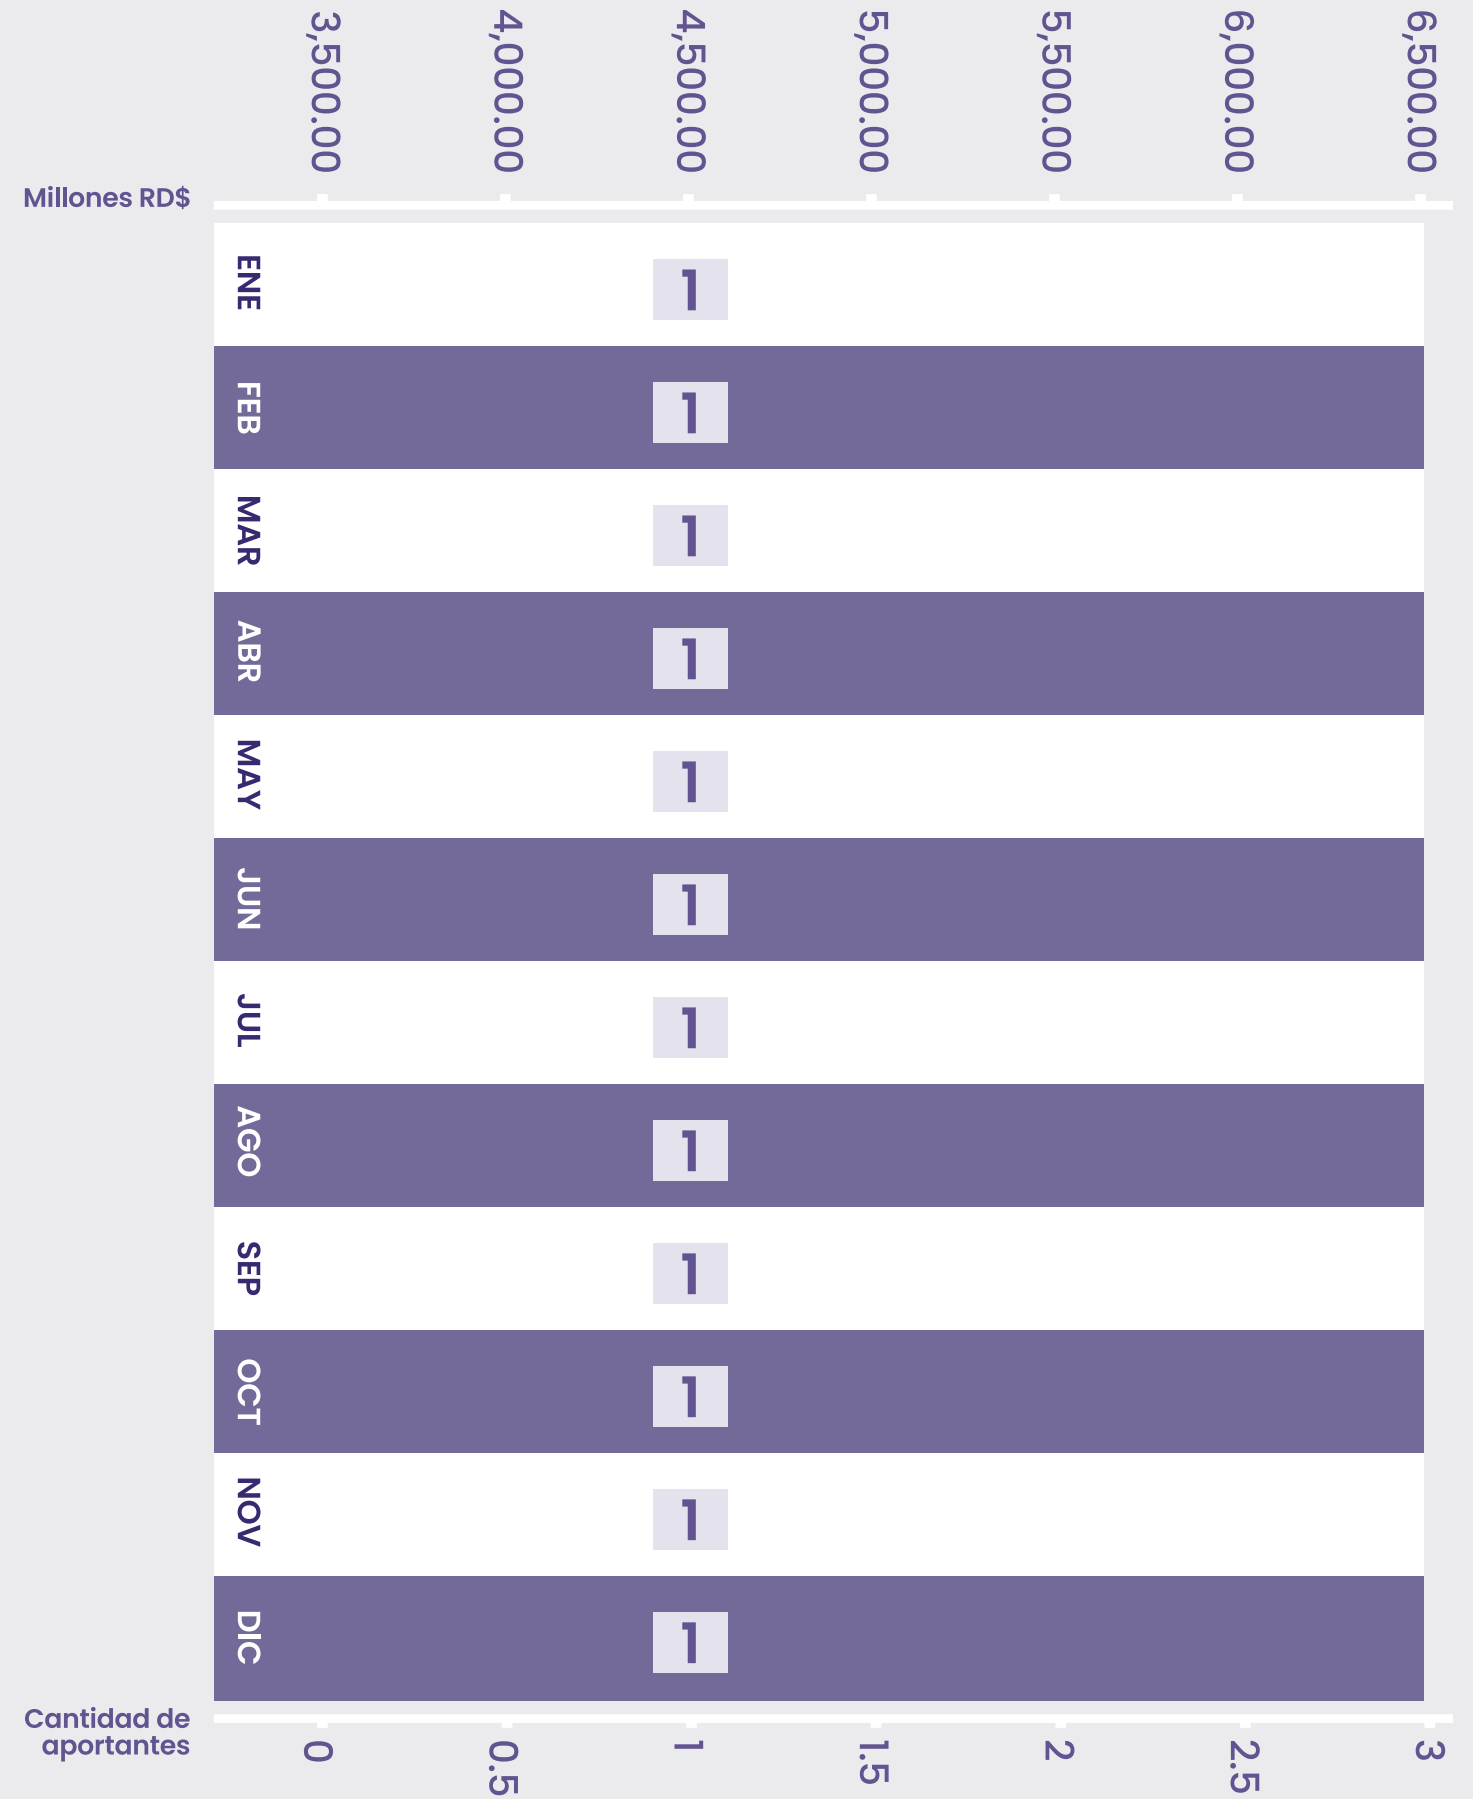 3,500.00
4,000.00
4,500.00
5,000.00
5,500.00
6,000.00
6,500.00
Millones RD$
ENE
1
FEB
1
MAR
1
ABR
1
MAY
1
JUN
1
JUL
1
AGO
1
SEP
1
OCT
1
NOV
1
DIC
1
Cantidad de
aportantes
0
0.5
1
1.5
2
2.5
3